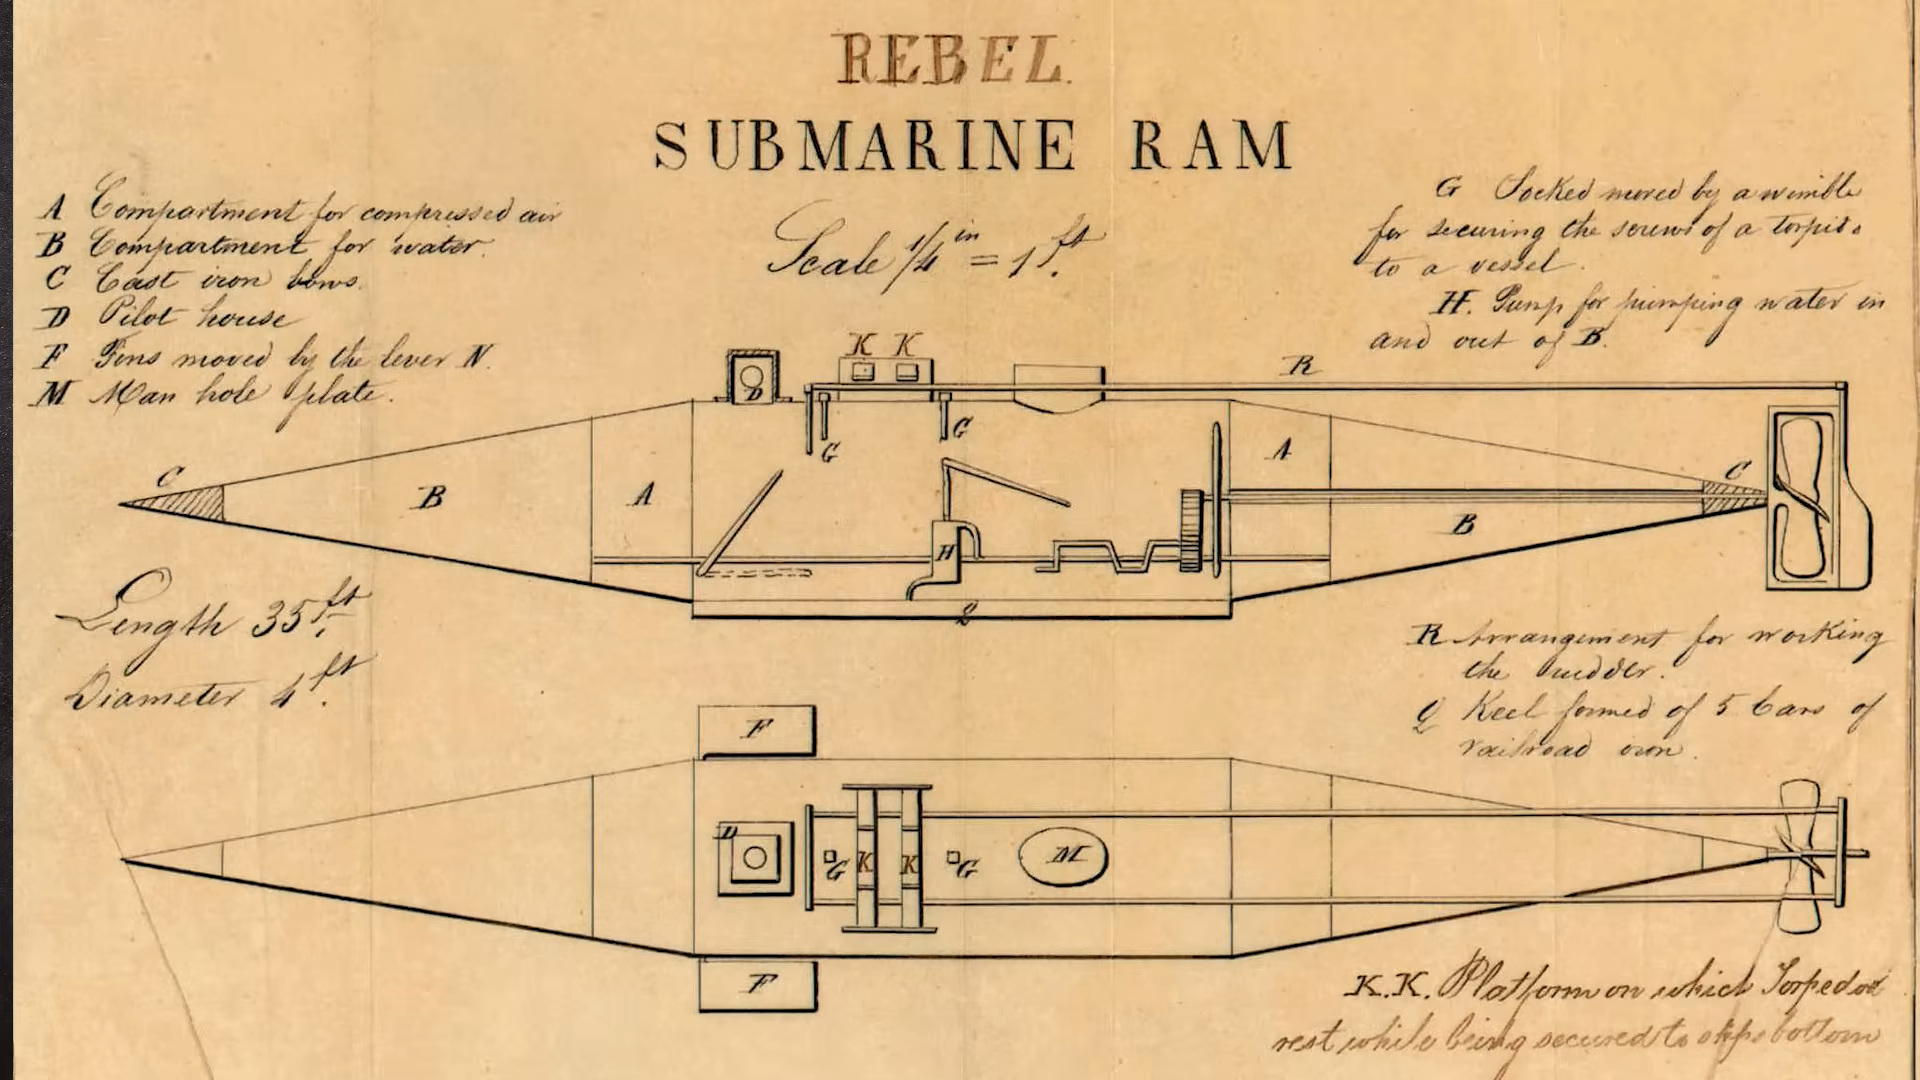 REBEL.
SUBMARINE RAM
Scale 1/4 in = 1 ft.
A Compartment for compressed air
B Compartment for water.
C Cast iron bows.
D Pilot house
F Fins moved by the lever N.
M Man hole plate.
G Socked moved by a wimble
for securing the screws of a torpido
to a vessel.
H. Pump for pumping water in
and out of B.
K K
R
D
G
G
C
B
A
A
C
H
B
Q
Length 35 ft.
Diameter 4 ft.
R Arrangement for working
the rudder.
Q Keel formed of 5 bars of
railroad iron.
F
D
G
K
K
G
M
F
K.K. Platform on which Torpedoes
rest while being secured to ships bottom